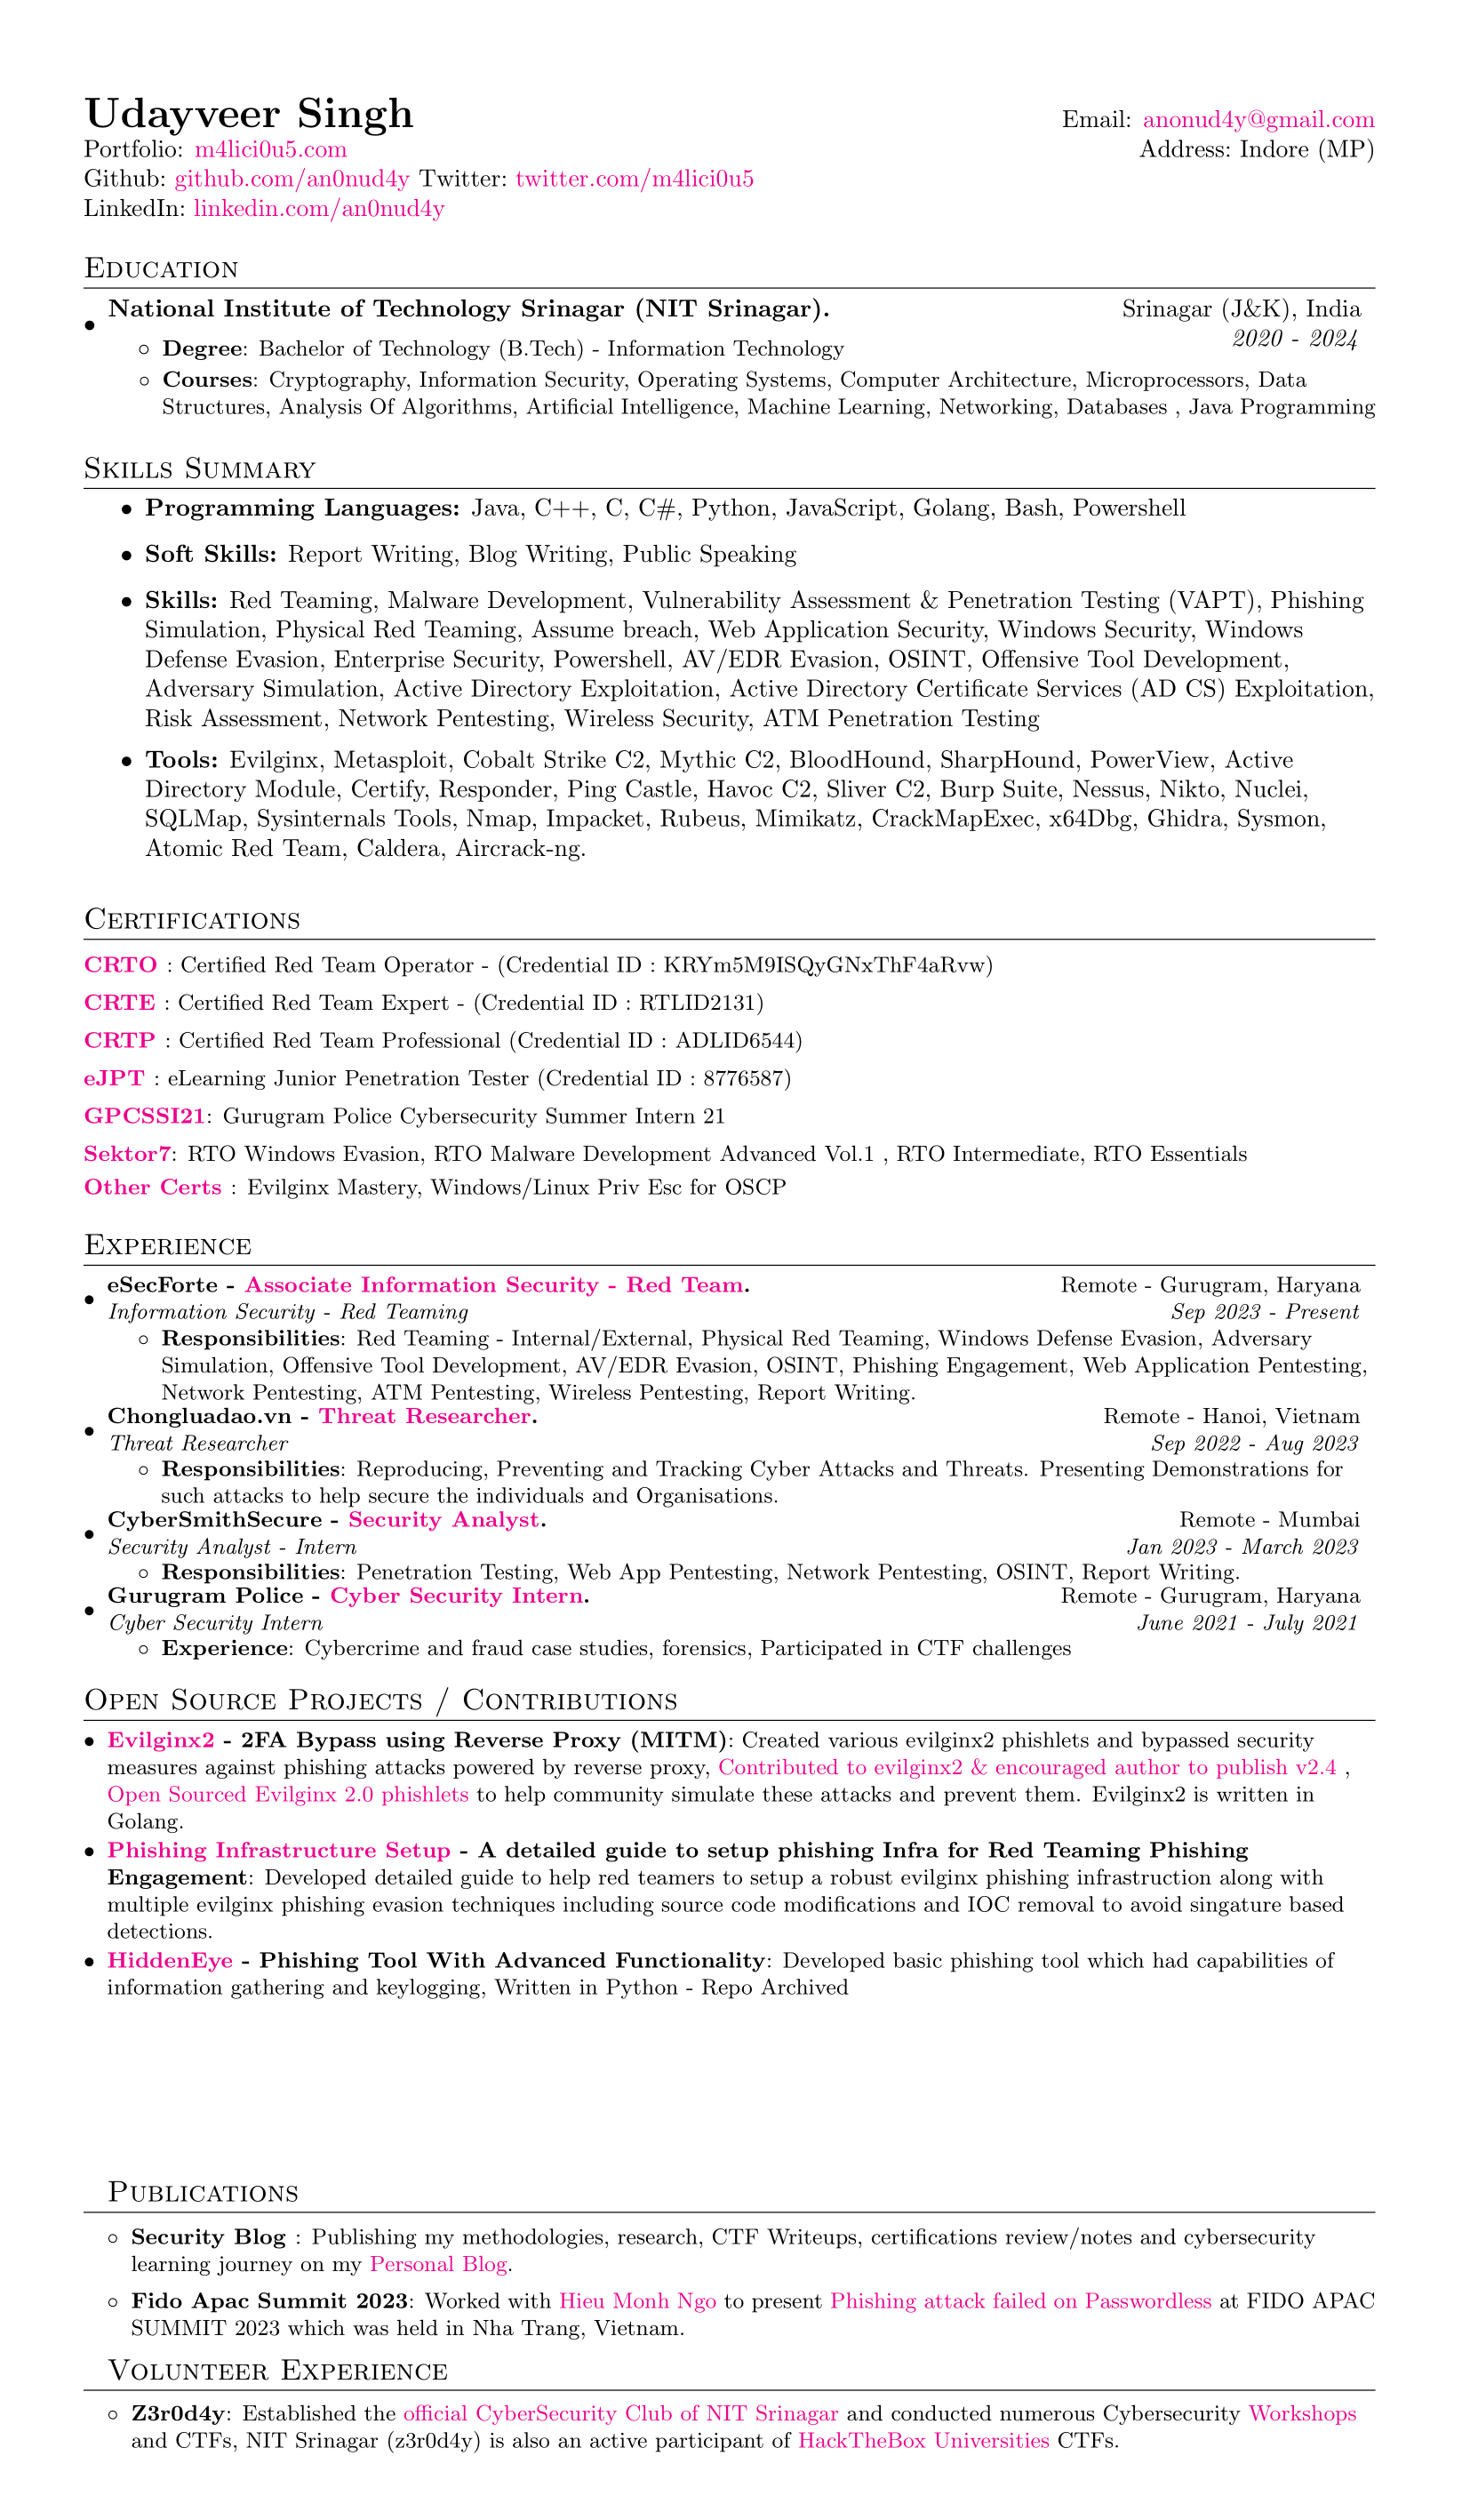 Udayveer Singh
Email: anonud4y@gmail.com
Portfolio: m4lici0u5.com
Address: Indore (MP)
Github: github.com/an0nud4y Twitter: twitter.com/m4lici0u5
LinkedIn: linkedin.com/an0nud4y
Education
• National Institute of Technology Srinagar (NIT Srinagar).
Srinagar (J&K), India
2020 - 2024
◦ Degree: Bachelor of Technology (B.Tech) - Information Technology
◦ Courses: Cryptography, Information Security, Operating Systems, Computer Architecture, Microprocessors, Data
Structures, Analysis Of Algorithms, Artificial Intelligence, Machine Learning, Networking, Databases , Java Programming
Skills Summary
• Programming Languages: Java, C++, C, C#, Python, JavaScript, Golang, Bash, Powershell
• Soft Skills: Report Writing, Blog Writing, Public Speaking
• Skills: Red Teaming, Malware Development, Vulnerability Assessment & Penetration Testing (VAPT), Phishing
Simulation, Physical Red Teaming, Assume breach, Web Application Security, Windows Security, Windows
Defense Evasion, Enterprise Security, Powershell, AV/EDR Evasion, OSINT, Offensive Tool Development,
Adversary Simulation, Active Directory Exploitation, Active Directory Certificate Services (AD CS) Exploitation,
Risk Assessment, Network Pentesting, Wireless Security, ATM Penetration Testing
• Tools: Evilginx, Metasploit, Cobalt Strike C2, Mythic C2, BloodHound, SharpHound, PowerView, Active
Directory Module, Certify, Responder, Ping Castle, Havoc C2, Sliver C2, Burp Suite, Nessus, Nikto, Nuclei,
SQLMap, Sysinternals Tools, Nmap, Impacket, Rubeus, Mimikatz, CrackMapExec, x64Dbg, Ghidra, Sysmon,
Atomic Red Team, Caldera, Aircrack-ng.
Certifications
CRTO : Certified Red Team Operator - (Credential ID : KRYm5M9ISQyGNxThF4aRvw)
CRTE : Certified Red Team Expert - (Credential ID : RTLID2131)
CRTP : Certified Red Team Professional (Credential ID : ADLID6544)
eJPT : eLearning Junior Penetration Tester (Credential ID : 8776587)
GPCSSI21: Gurugram Police Cybersecurity Summer Intern 21
Sektor7: RTO Windows Evasion, RTO Malware Development Advanced Vol.1 , RTO Intermediate, RTO Essentials
Other Certs : Evilginx Mastery, Windows/Linux Priv Esc for OSCP
Experience
• eSecForte - Associate Information Security - Red Team.
Remote - Gurugram, Haryana
Information Security - Red Teaming
Sep 2023 - Present
◦ Responsibilities: Red Teaming - Internal/External, Physical Red Teaming, Windows Defense Evasion, Adversary
Simulation, Offensive Tool Development, AV/EDR Evasion, OSINT, Phishing Engagement, Web Application Pentesting,
Network Pentesting, ATM Pentesting, Wireless Pentesting, Report Writing.
• Chongluadao.vn - Threat Researcher.
Remote - Hanoi, Vietnam
Threat Researcher
Sep 2022 - Aug 2023
◦ Responsibilities: Reproducing, Preventing and Tracking Cyber Attacks and Threats. Presenting Demonstrations for
such attacks to help secure the individuals and Organisations.
• CyberSmithSecure - Security Analyst.
Remote - Mumbai
Security Analyst - Intern
Jan 2023 - March 2023
◦ Responsibilities: Penetration Testing, Web App Pentesting, Network Pentesting, OSINT, Report Writing.
• Gurugram Police - Cyber Security Intern.
Remote - Gurugram, Haryana
Cyber Security Intern
June 2021 - July 2021
◦ Experience: Cybercrime and fraud case studies, forensics, Participated in CTF challenges
Open Source Projects / Contributions
• Evilginx2 - 2FA Bypass using Reverse Proxy (MITM): Created various evilginx2 phishlets and bypassed security
measures against phishing attacks powered by reverse proxy, Contributed to evilginx2 & encouraged author to publish v2.4 ,
Open Sourced Evilginx 2.0 phishlets to help community simulate these attacks and prevent them. Evilginx2 is written in
Golang.
• Phishing Infrastructure Setup - A detailed guide to setup phishing Infra for Red Teaming Phishing
Engagement: Developed detailed guide to help red teamers to setup a robust evilginx phishing infrastruction along with
multiple evilginx phishing evasion techniques including source code modifications and IOC removal to avoid singature based
detections.
• HiddenEye - Phishing Tool With Advanced Functionality: Developed basic phishing tool which had capabilities of
information gathering and keylogging, Written in Python - Repo Archived
Publications
◦ Security Blog : Publishing my methodologies, research, CTF Writeups, certifications review/notes and cybersecurity
learning journey on my Personal Blog.
◦ Fido Apac Summit 2023: Worked with Hieu Monh Ngo to present Phishing attack failed on Passwordless at FIDO APAC
SUMMIT 2023 which was held in Nha Trang, Vietnam.
Volunteer Experience
◦ Z3r0d4y: Established the official CyberSecurity Club of NIT Srinagar and conducted numerous Cybersecurity Workshops
and CTFs, NIT Srinagar (z3r0d4y) is also an active participant of HackTheBox Universities CTFs.